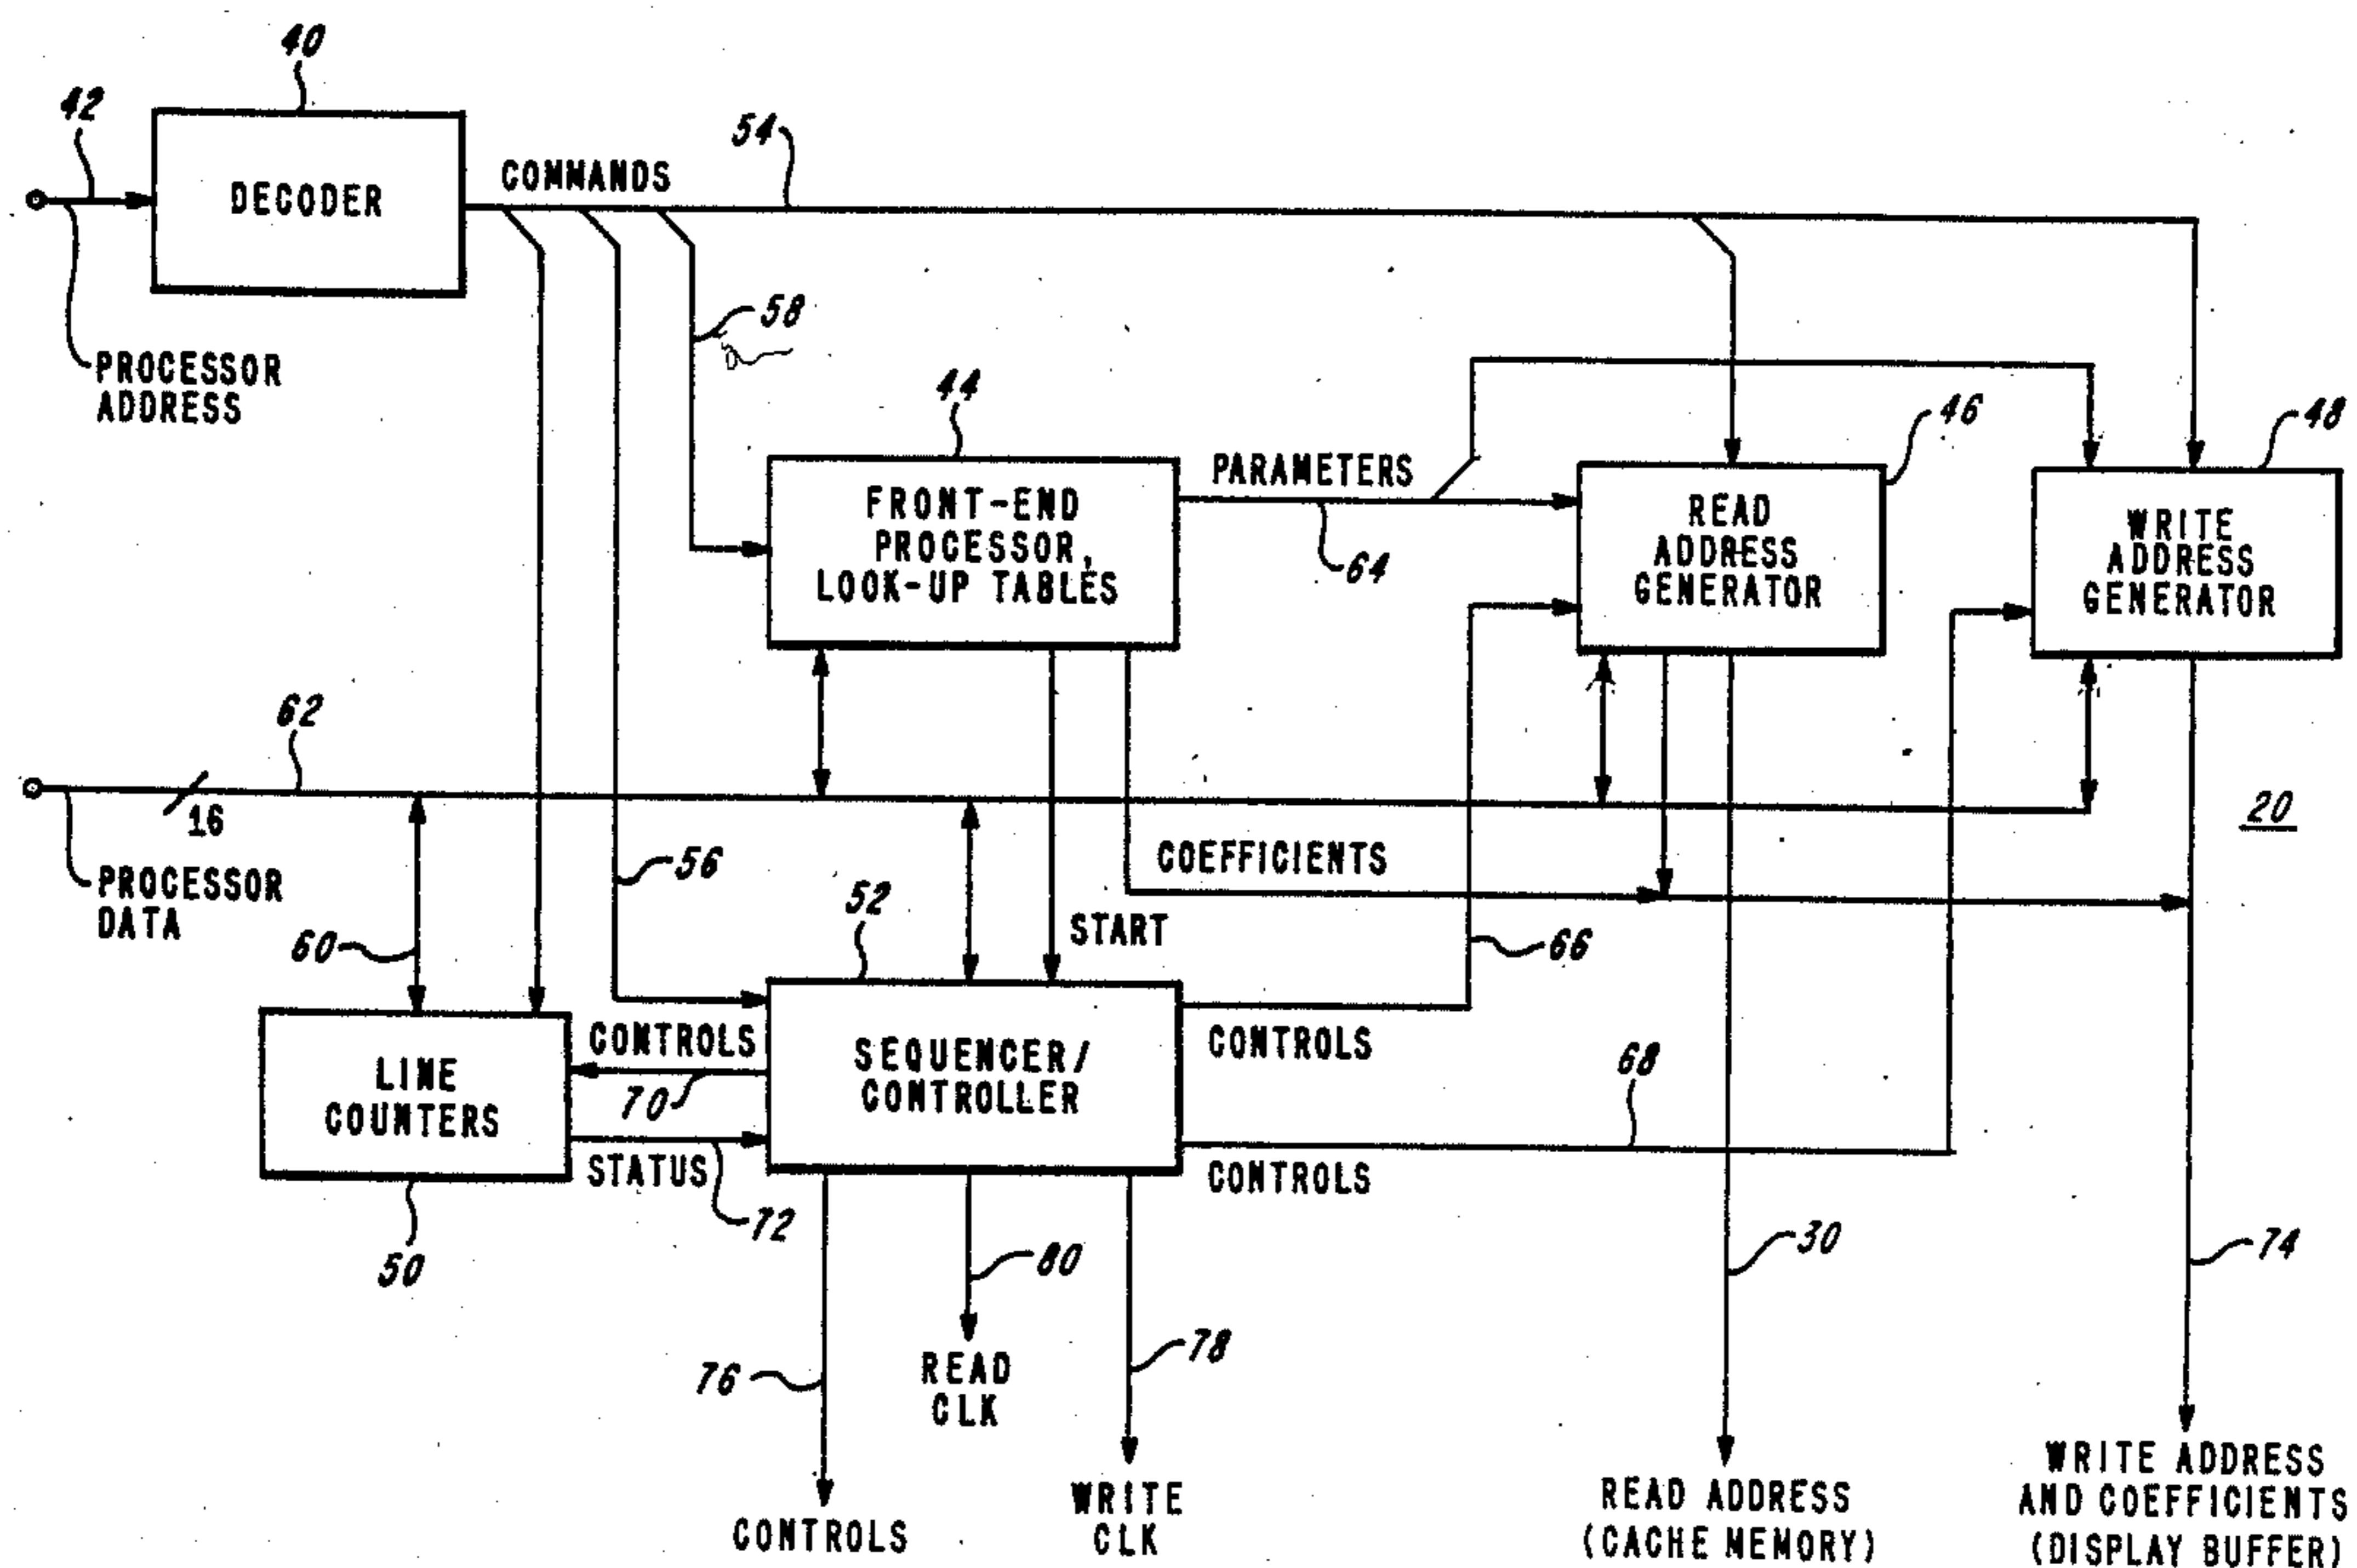 40
42
54
COMMANDS
DECODER
58
PROCESSOR
ADDRESS
44
46
48
PARAMETERS
FRONT-END
PROCESSOR,
LOOK-UP TABLES
64
READ
ADDRESS
GENERATOR
WRITE
ADDRESS
GENERATOR
62
16
20
PROCESSOR
DATA
56
COEFFICIENTS
52
60
START
66
CONTROLS
SEQUENCER/
CONTROLLER
CONTROLS
LINE
COUNTERS
70
68
STATUS
CONTROLS
72
50
80
30
74
76
READ
CLK
78
CONTROLS
WRITE
CLK
READ ADDRESS
(CACHE MEMORY)
WRITE ADDRESS
AND COEFFICIENTS
(DISPLAY BUFFER)